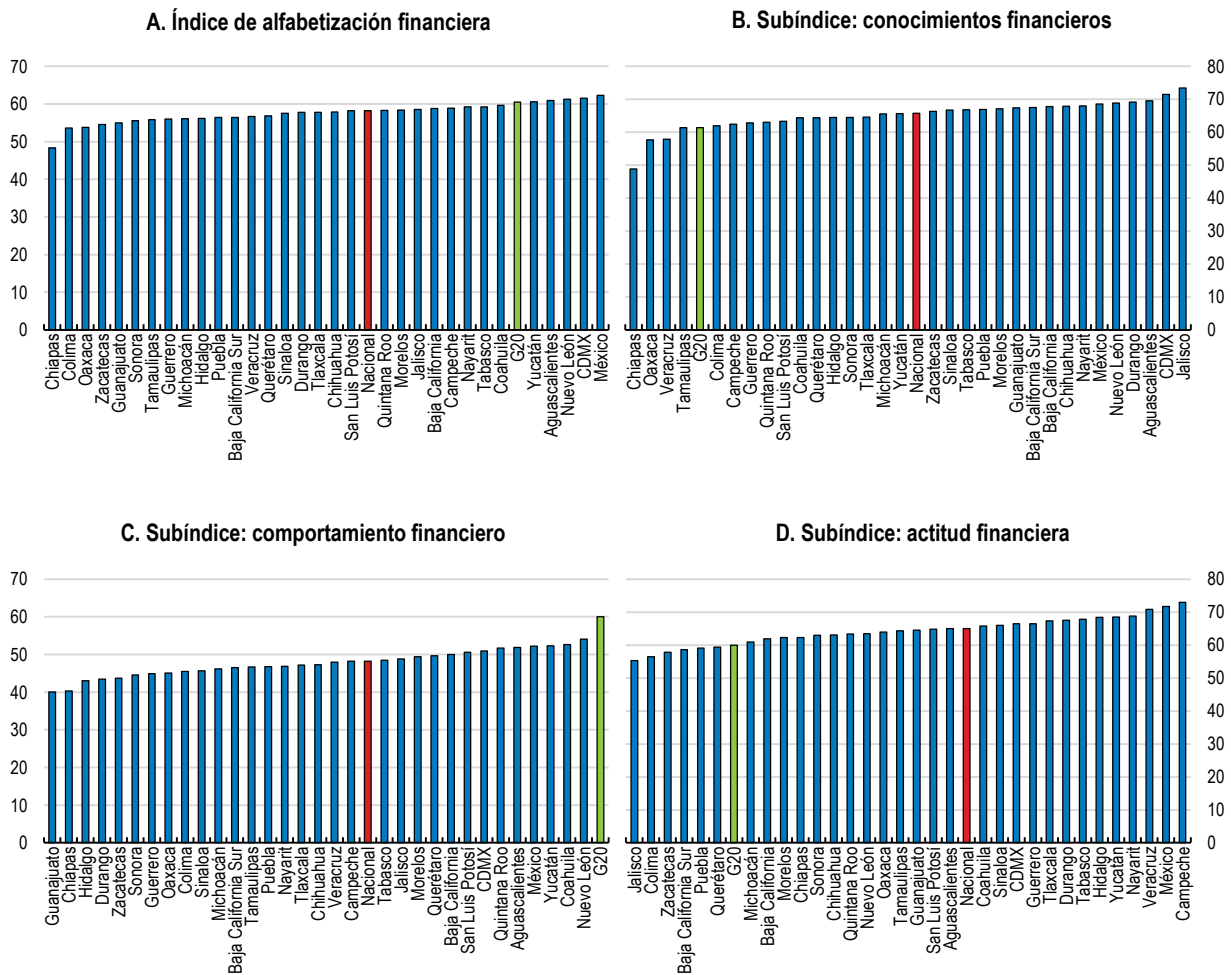 A. Índice de alfabetización financiera
70
60
50
40
30
20
10
0
Chiapas
Colima
Oaxaca
Zacatecas
Guanajuato
Sonora
Tamaulipas
Guerrero
Michoacán
Hidalgo
Puebla
Baja California Sur
Veracruz
Querétaro
Sinaloa
Durango
Tlaxcala
Chihuahua
San Luis Potosí
Nacional
Quintana Roo
Morelos
Jalisco
Baja California
Campeche
Nayarit
Tabasco
Coahuila
G20
Yucatán
Aguascalientes
Nuevo León
CDMX
México
B. Subíndice: conocimientos financieros
80
70
60
50
40
30
20
10
0
Chiapas
Oaxaca
Veracruz
Tamaulipas
G20
Colima
Campeche
Guerrero
Quintana Roo
San Luis Potosí
Coahuila
Querétaro
Hidalgo
Sonora
Tlaxcala
Michoacán
Yucatán
Nacional
Zacatecas
Sinaloa
Tabasco
Puebla
Morelos
Guanajuato
Baja California Sur
Baja California
Chihuahua
Nayarit
México
Nuevo León
Durango
Aguascalientes
CDMX
Jalisco
C. Subíndice: comportamiento financiero
70
60
50
40
30
20
10
0
Guanajuato
Chiapas
Hidalgo
Durango
Zacatecas
Sonora
Guerrero
Oaxaca
Colima
Sinaloa
Michoacán
Baja California Sur
Tamaulipas
Puebla
Nayarit
Tlaxcala
Chihuahua
Veracruz
Campeche
Nacional
Tabasco
Jalisco
Morelos
Querétaro
Baja California
San Luis Potosí
CDMX
Quintana Roo
Aguascalientes
México
Yucatán
Coahuila
Nuevo León
G20
D. Subíndice: actitud financiera
80
70
60
50
40
30
20
10
0
Jalisco
Colima
Zacatecas
Baja California Sur
Puebla
Querétaro
G20
Michoacán
Baja California
Morelos
Chiapas
Sonora
Chihuahua
Quintana Roo
Nuevo León
Oaxaca
Tamaulipas
Guanajuato
San Luis Potosí
Aguascalientes
Nacional
Coahuila
Sinaloa
CDMX
Guerrero
Tlaxcala
Durango
Tabasco
Hidalgo
Yucatán
Nayarit
Veracruz
México
Campeche